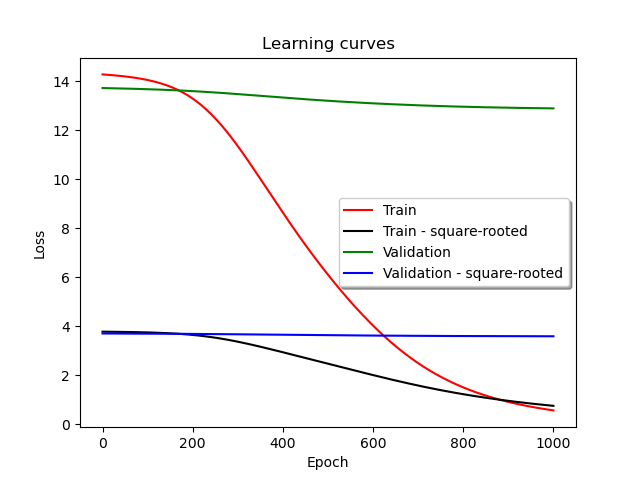 Learning curves
Loss
14
12
10
8
6
4
2
0
Train
Train - square-rooted
Validation
Validation - square-rooted
0 200 400 600 800 1000
Epoch